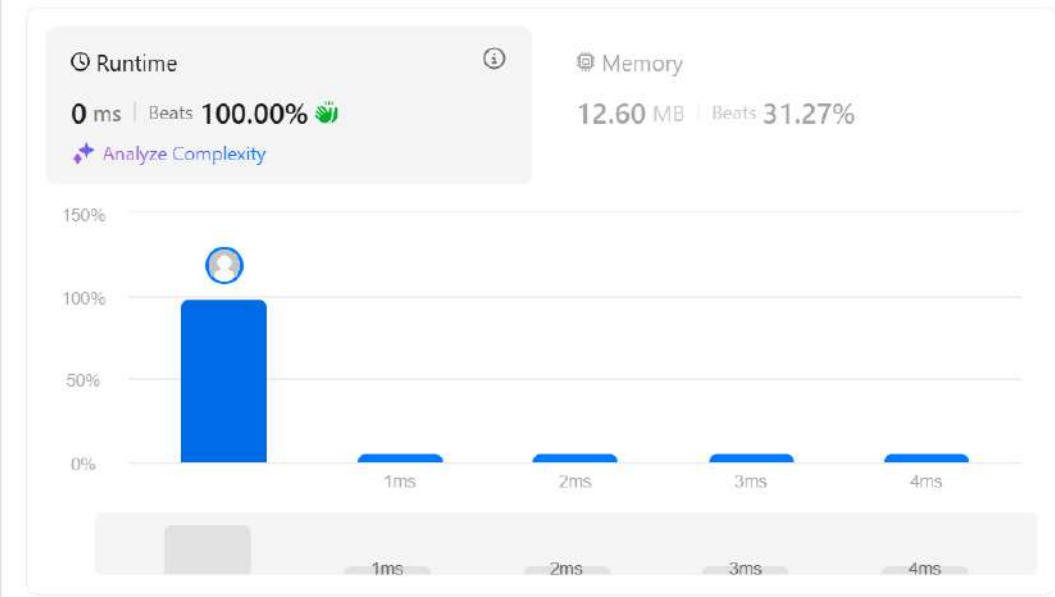 Runtime
0 ms | Beats 100.00% 👋
Analyze Complexity
Memory
12.60 MB | Beats 31.27%
150%
100%
50%
0%
1ms 2ms 3ms 4ms
1ms 2ms 3ms 4ms